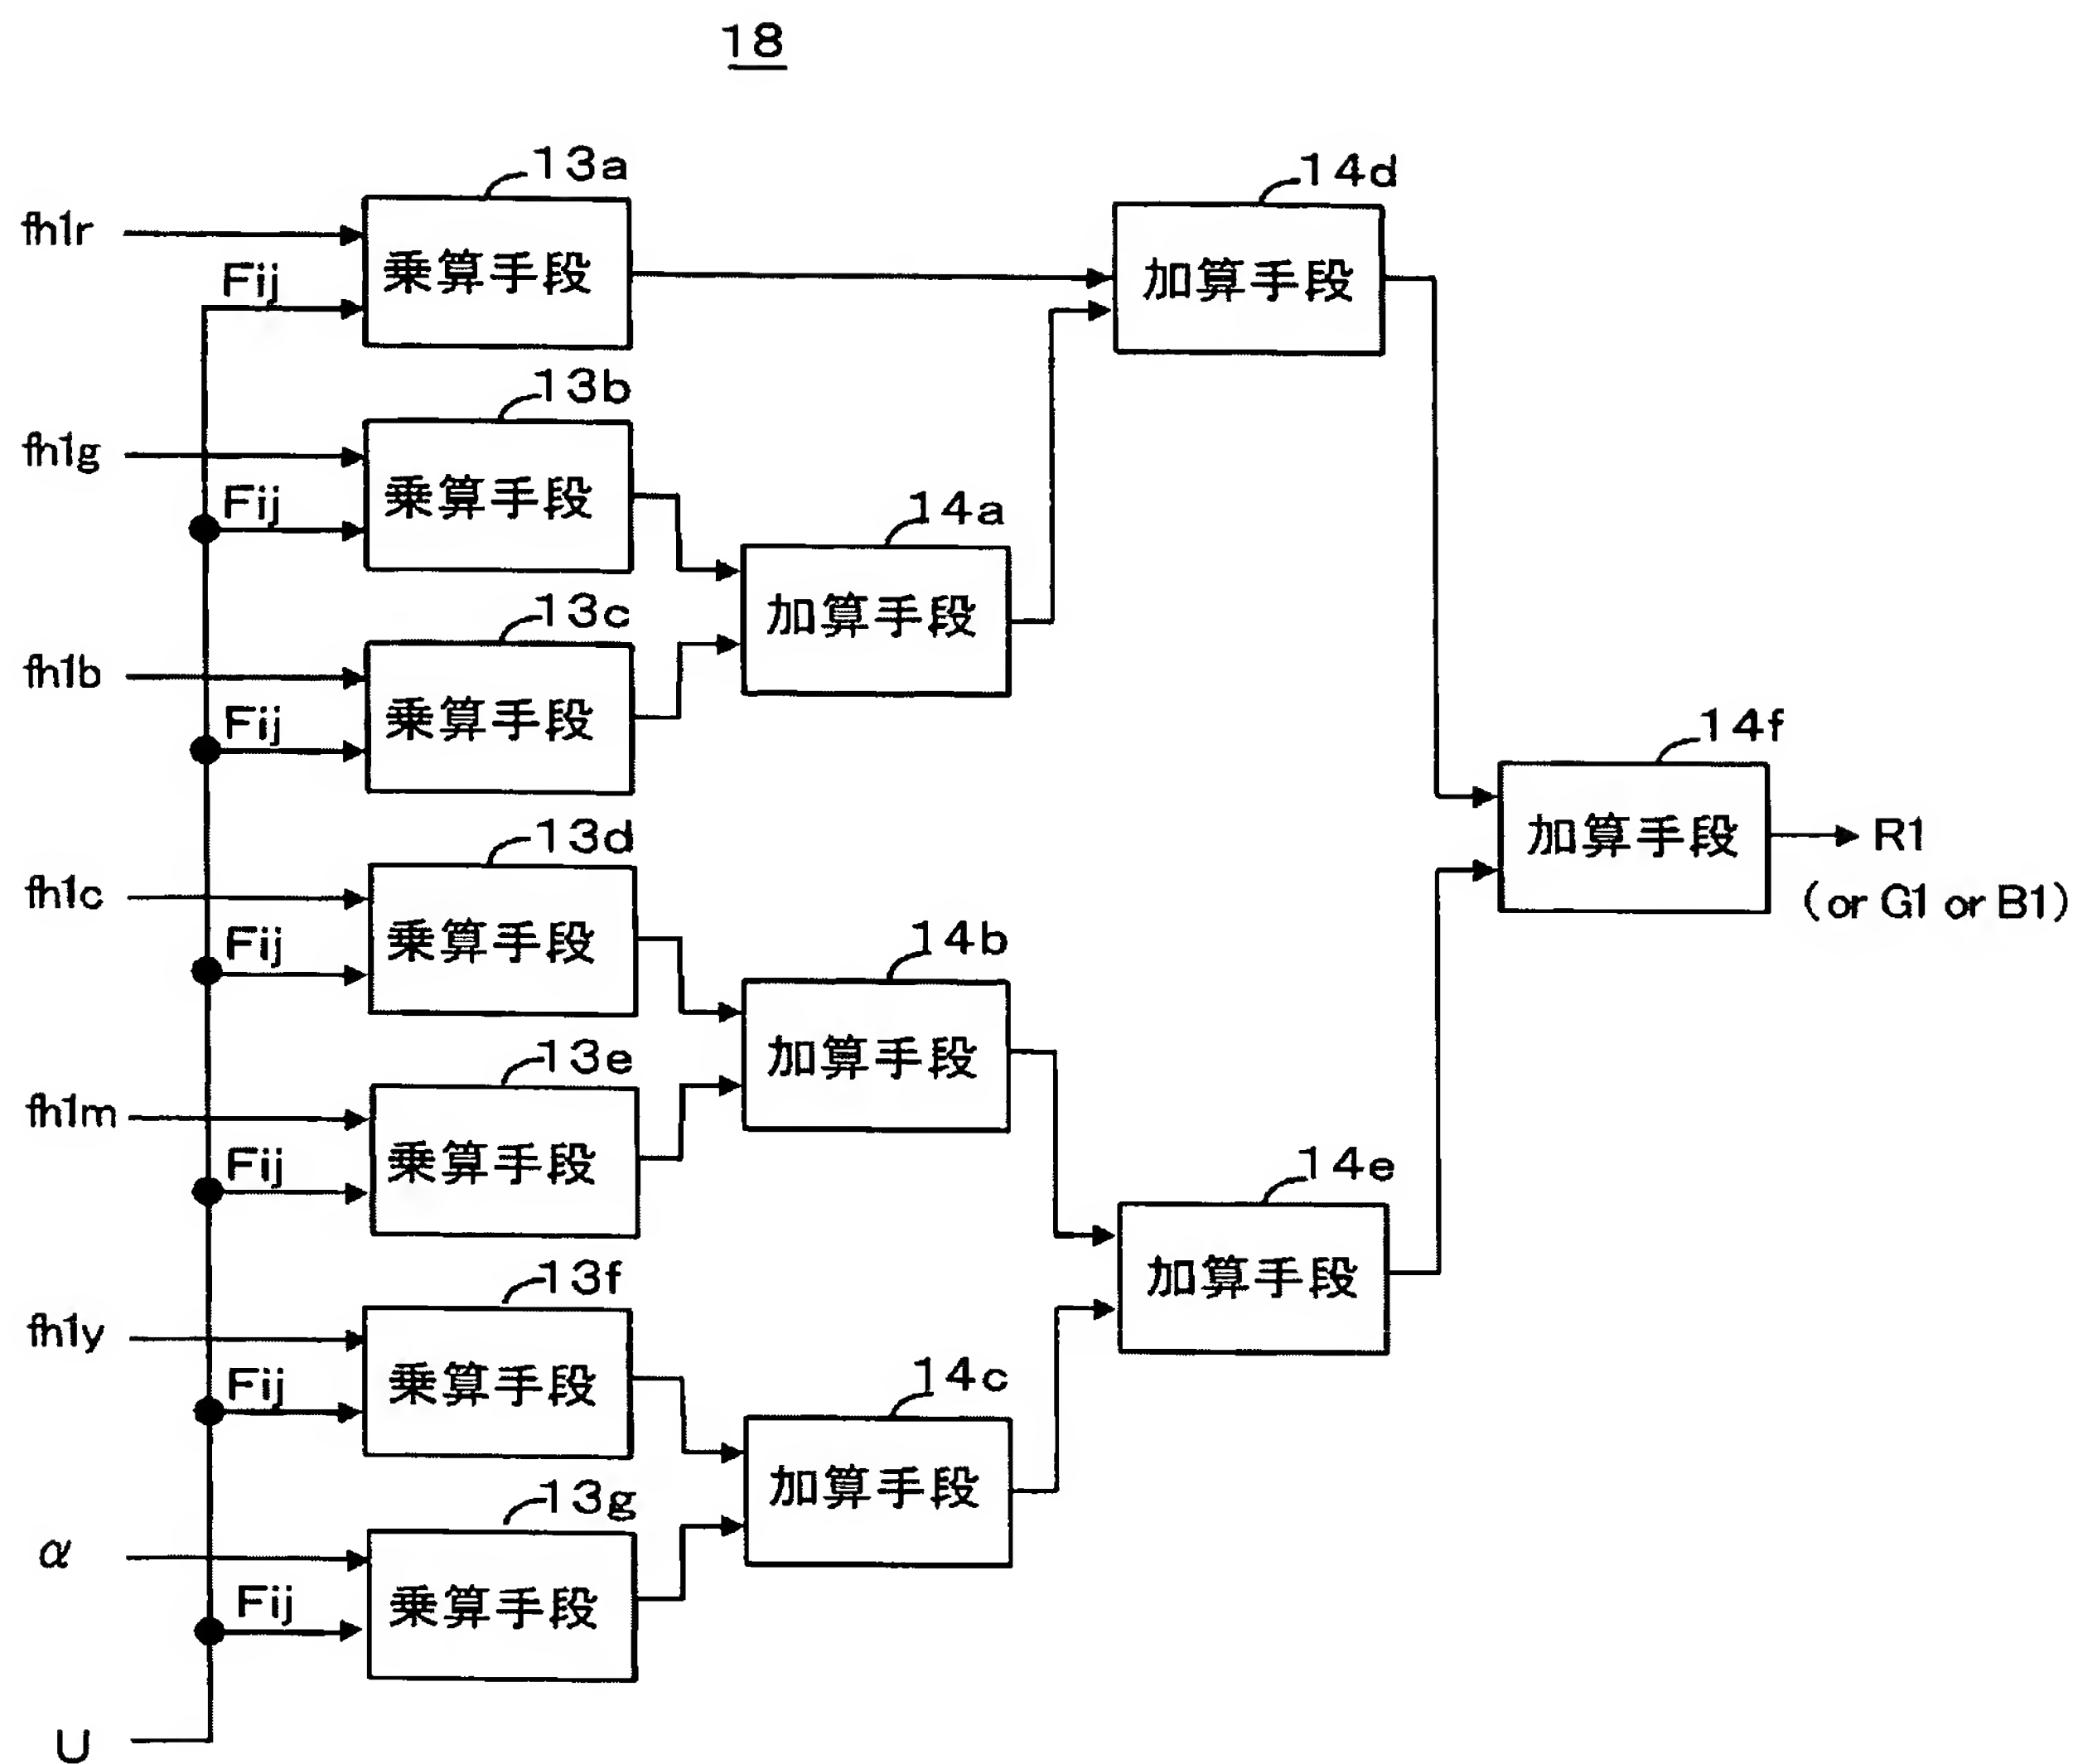 18
13a
14d
fh1r
乗算手段
加算手段
Fij
13b
fh1g
乗算手段
Fij
14a
加算手段
13c
fh1b
乗算手段
Fij
14f
加算手段
R1
(or G1 or B1)
13d
fh1c
乗算手段
Fij
14b
加算手段
13e
fh1m
乗算手段
Fij
14e
加算手段
13f
fh1y
乗算手段
Fij
14c
加算手段
13g
α
乗算手段
Fij
U